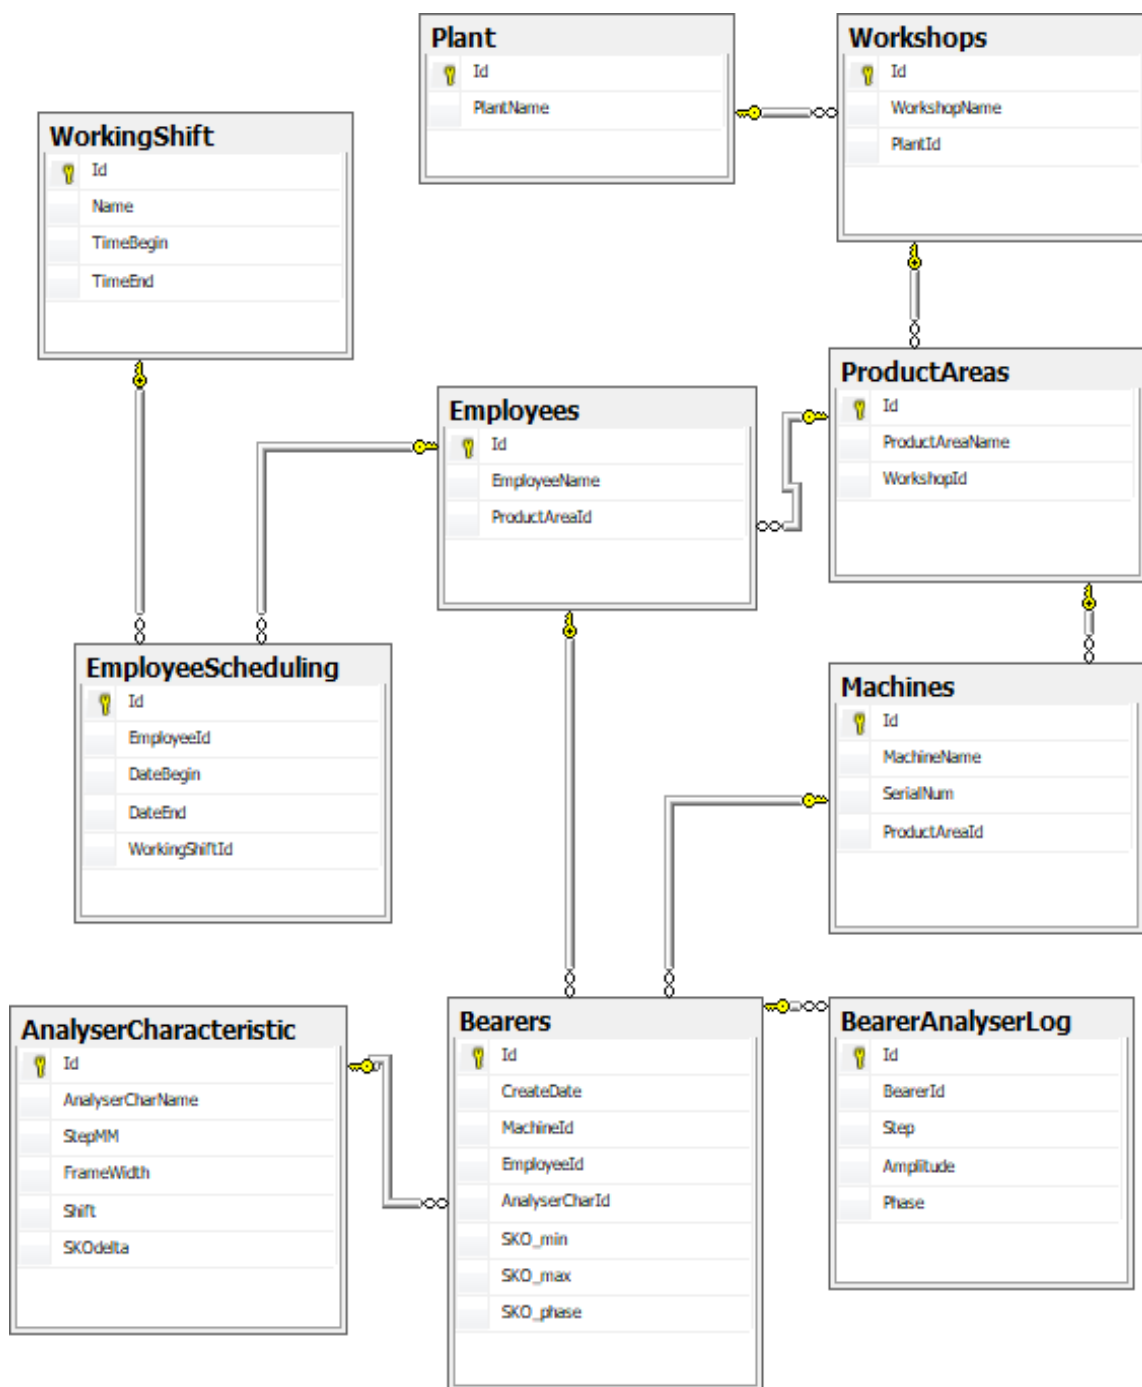 Plant
Id
PlantName
Workshops
Id
WorkshopName
PlantId
WorkingShift
Id
Name
TimeBegin
TimeEnd
Employees
Id
EmployeeName
ProductAreaId
ProductAreas
Id
ProductAreaName
WorkshopId
EmployeeScheduling
Id
EmployeeId
DateBegin
DateEnd
WorkingShiftId
Machines
Id
MachineName
SerialNum
ProductAreaId
AnalyserCharacteristic
Id
AnalyserCharName
StepMM
FrameWidth
Shift
SKOdelta
Bearers
Id
CreateDate
MachineId
EmployeeId
AnalyserCharId
SKO_min
SKO_max
SKO_phase
BearerAnalyserLog
Id
BearerId
Step
Amplitude
Phase